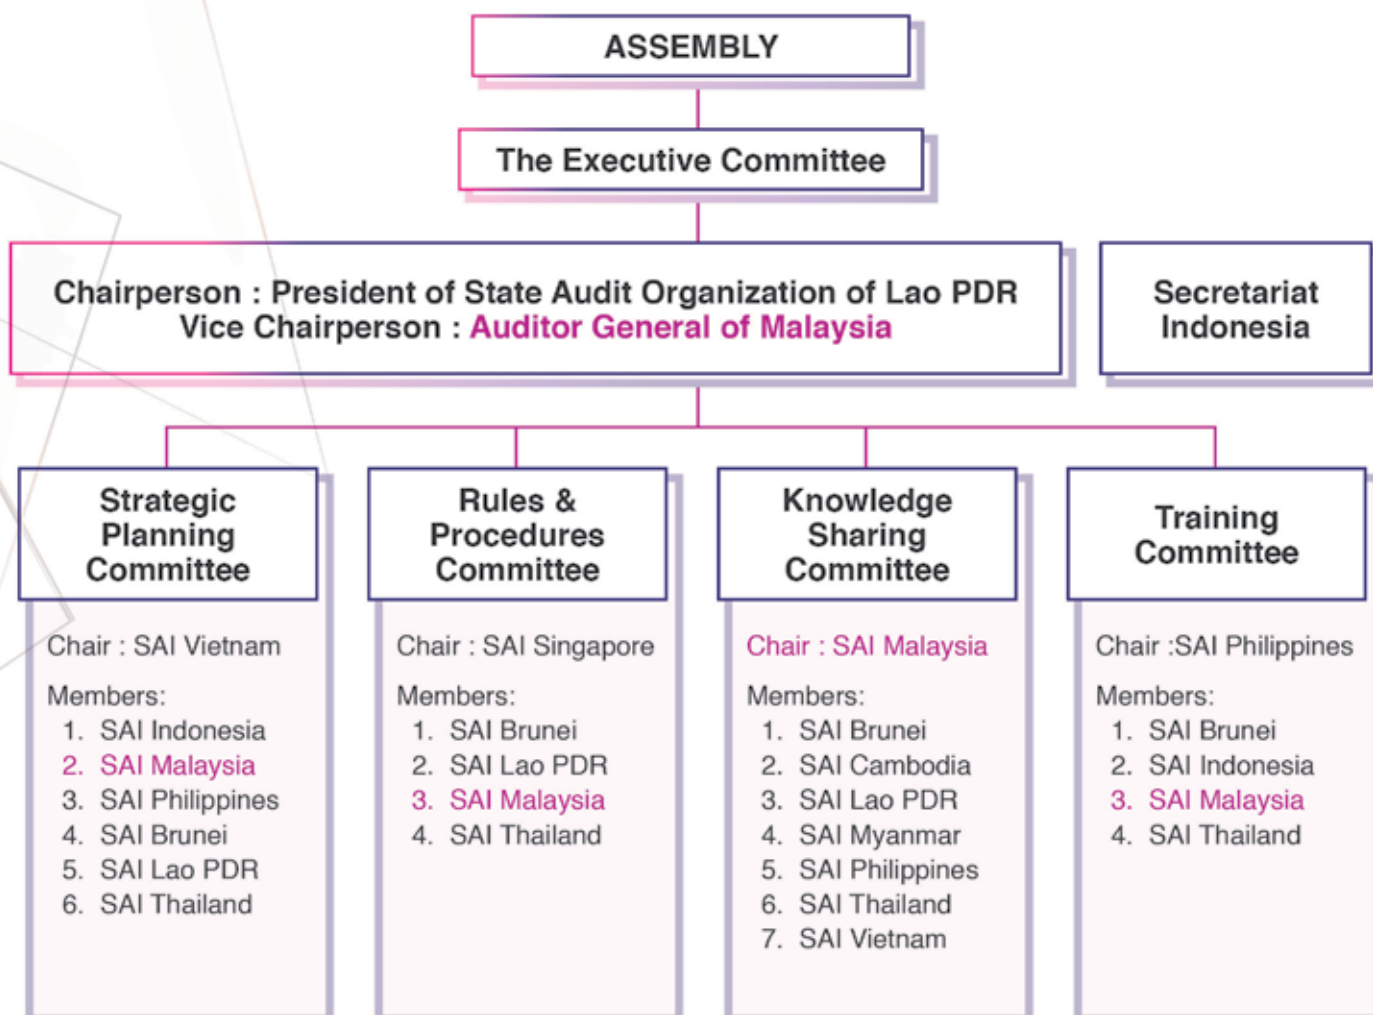 ASSEMBLY
The Executive Committee
Chairperson : President of State Audit Organization of Lao PDR
Vice Chairperson : Auditor General of Malaysia
Secretariat
Indonesia
Strategic
Planning
Committee
Chair : SAI Vietnam
Members:
1. SAI Indonesia
2. SAI Malaysia
3. SAI Philippines
4. SAI Brunei
5. SAI Lao PDR
6. SAI Thailand
Rules &
Procedures
Committee
Chair : SAI Singapore
Members:
1. SAI Brunei
2. SAI Lao PDR
3. SAI Malaysia
4. SAI Thailand
Knowledge
Sharing
Committee
Chair : SAI Malaysia
Members:
1. SAI Brunei
2. SAI Cambodia
3. SAI Lao PDR
4. SAI Myanmar
5. SAI Philippines
6. SAI Thailand
7. SAI Vietnam
Training
Committee
Chair :SAI Philippines
Members:
1. SAI Brunei
2. SAI Indonesia
3. SAI Malaysia
4. SAI Thailand